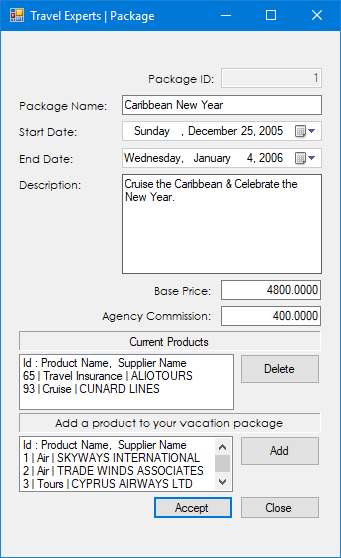 Travel Experts | Package
Package ID: 1
Package Name: Caribbean New Year
Start Date: Sunday , December 25, 2005
End Date: Wednesday, January 4, 2006
Description: Cruise the Caribbean & Celebrate the
New Year.
Base Price: 4800.0000
Agency Commission: 400.0000
Current Products
Id : Product Name, Supplier Name
65 | Travel Insurance | ALIOTOURS
93 | Cruise | CUNARD LINES
Delete
Add a product to your vacation package
Id : Product Name, Supplier Name
1 | Air | SKYWAYS INTERNATIONAL
2 | Air | TRADE WINDS ASSOCIATES
3 | Tours | CYPRUS AIRWAYS LTD
Add
Accept Close